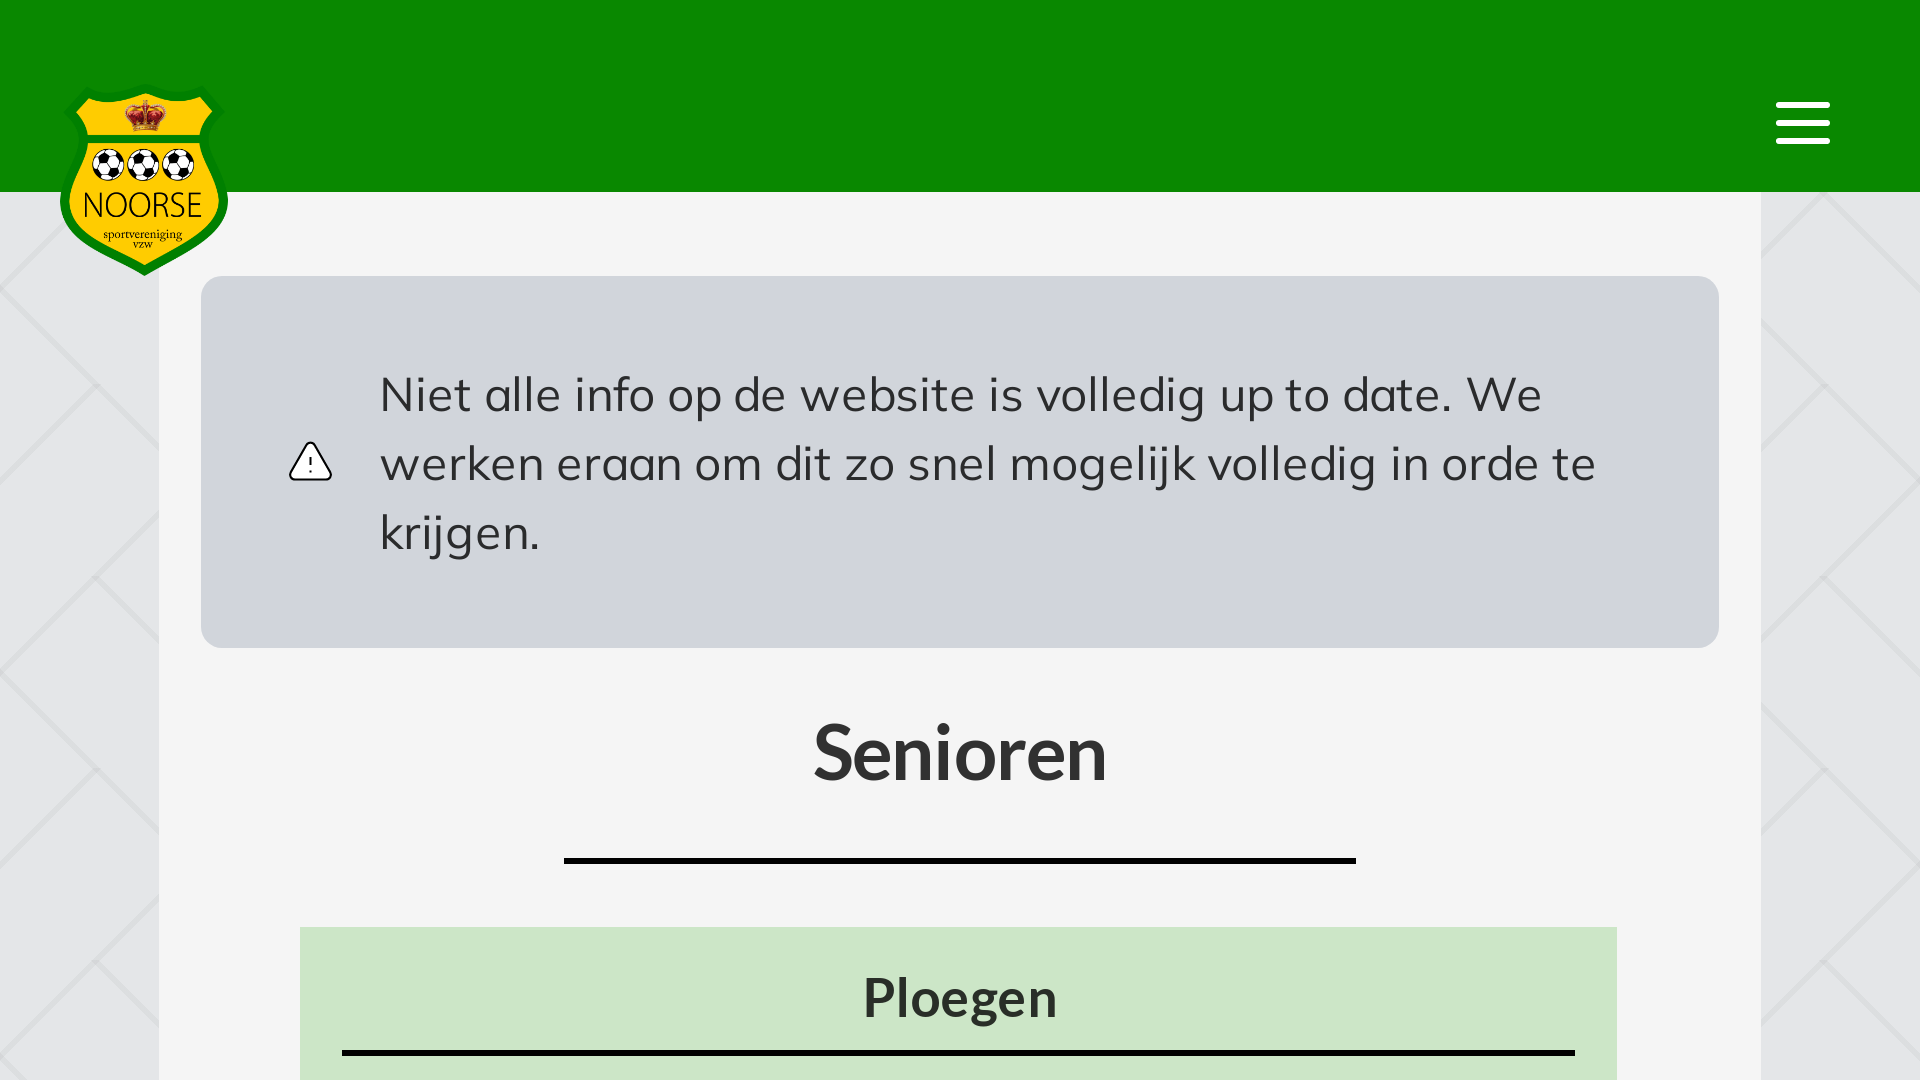 NOORSE
sportvereniging
vzw
Niet alle info op de website is volledig up to date. We
werken eraan om dit zo snel mogelijk volledig in orde te
krijgen.
Senioren
Ploegen